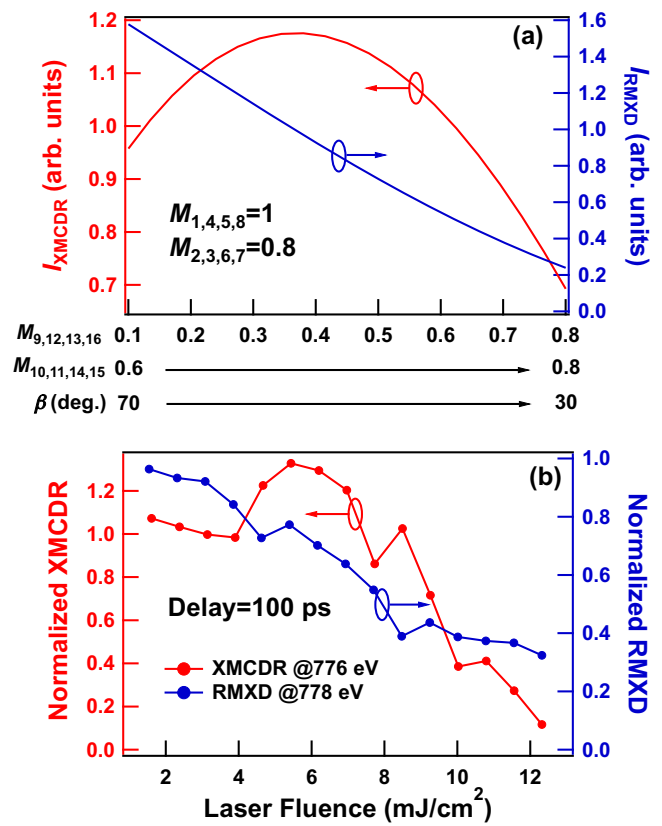 (a)
I_XMCDR (arb. units)
1.2
1.1
1.0
0.9
0.8
0.7
I_RMXD (arb. units)
1.6
1.4
1.2
1.0
0.8
0.6
0.4
0.2
0.0
M_1,4,5,8=1
M_2,3,6,7=0.8
M_9,12,13,16 0.1 0.2 0.3 0.4 0.5 0.6 0.7 0.8
M_10,11,14,15 0.6 0.8
β (deg.) 70 30
(b)
Normalized XMCDR
1.2
1.0
0.8
0.6
0.4
0.2
0.0
Normalized RMXD
1.0
0.8
0.6
0.4
0.2
0.0
Delay=100 ps
XMCDR @776 eV
RMXD @778 eV
2 4 6 8 10 12
Laser Fluence (mJ/cm²)